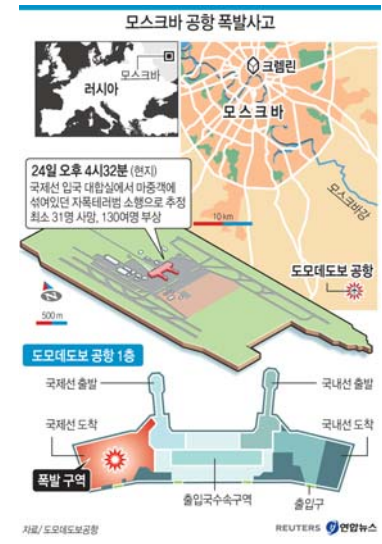 모스크바 공항 폭발사고
모스크바
러시아
크렘린
모스크바
24일 오후 4시32분 (현지)
국제선 입국 대합실에서 마중객에
섞여있던 자폭테러범 소행으로 추정
최소 31명 사망, 130여명 부상
모스크바강
10 km
도모데도보 공항
N
500 m
도모데도보 공항 1층
국제선 출발
국내선 출발
국제선 도착
국내선 도착
폭발 구역
출입국수속구역
출입구
자료/ 도모데도보공항
REUTERS 연합뉴스